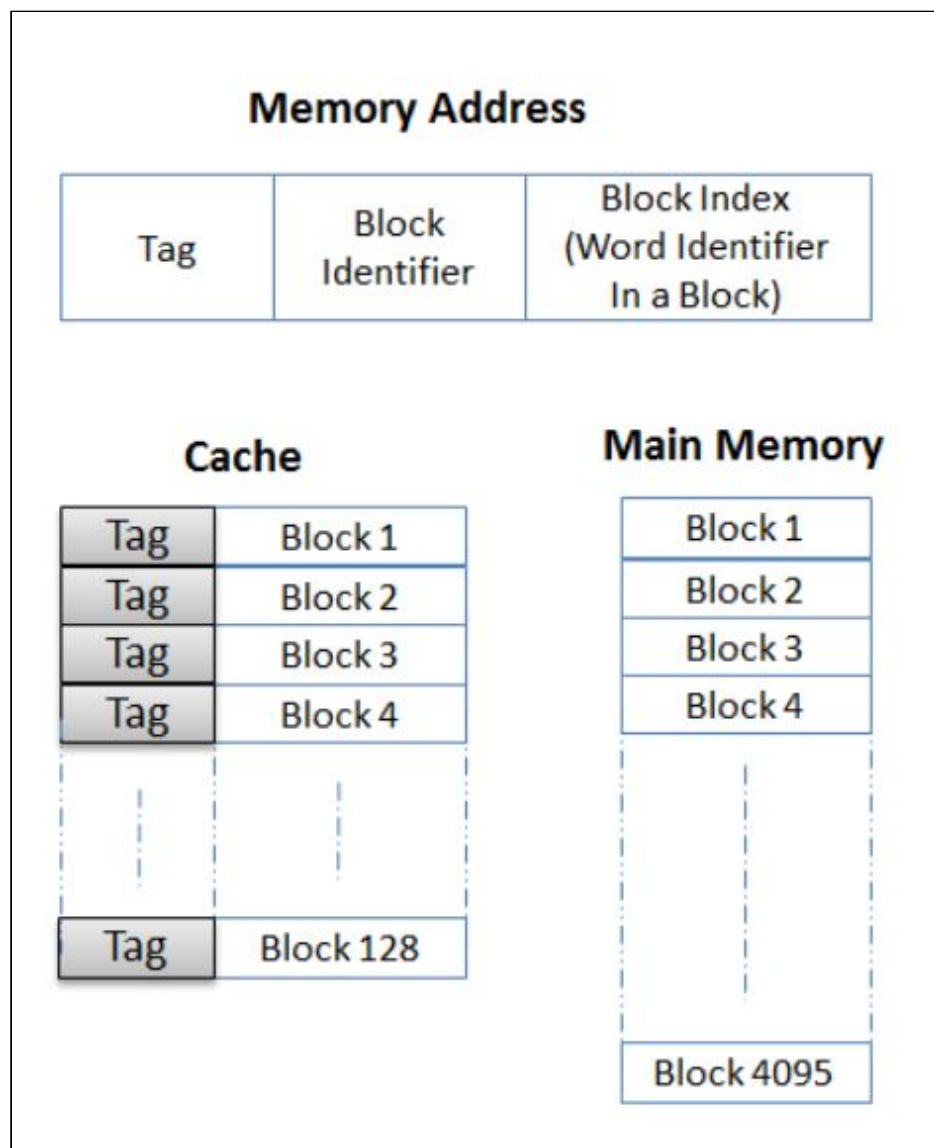 Memory Address
Tag
Block
Identifier
Block Index
(Word Identifier
In a Block)
Cache
Tag Block 1
Tag Block 2
Tag Block 3
Tag Block 4
Tag Block 128
Main Memory
Block 1
Block 2
Block 3
Block 4
Block 4095